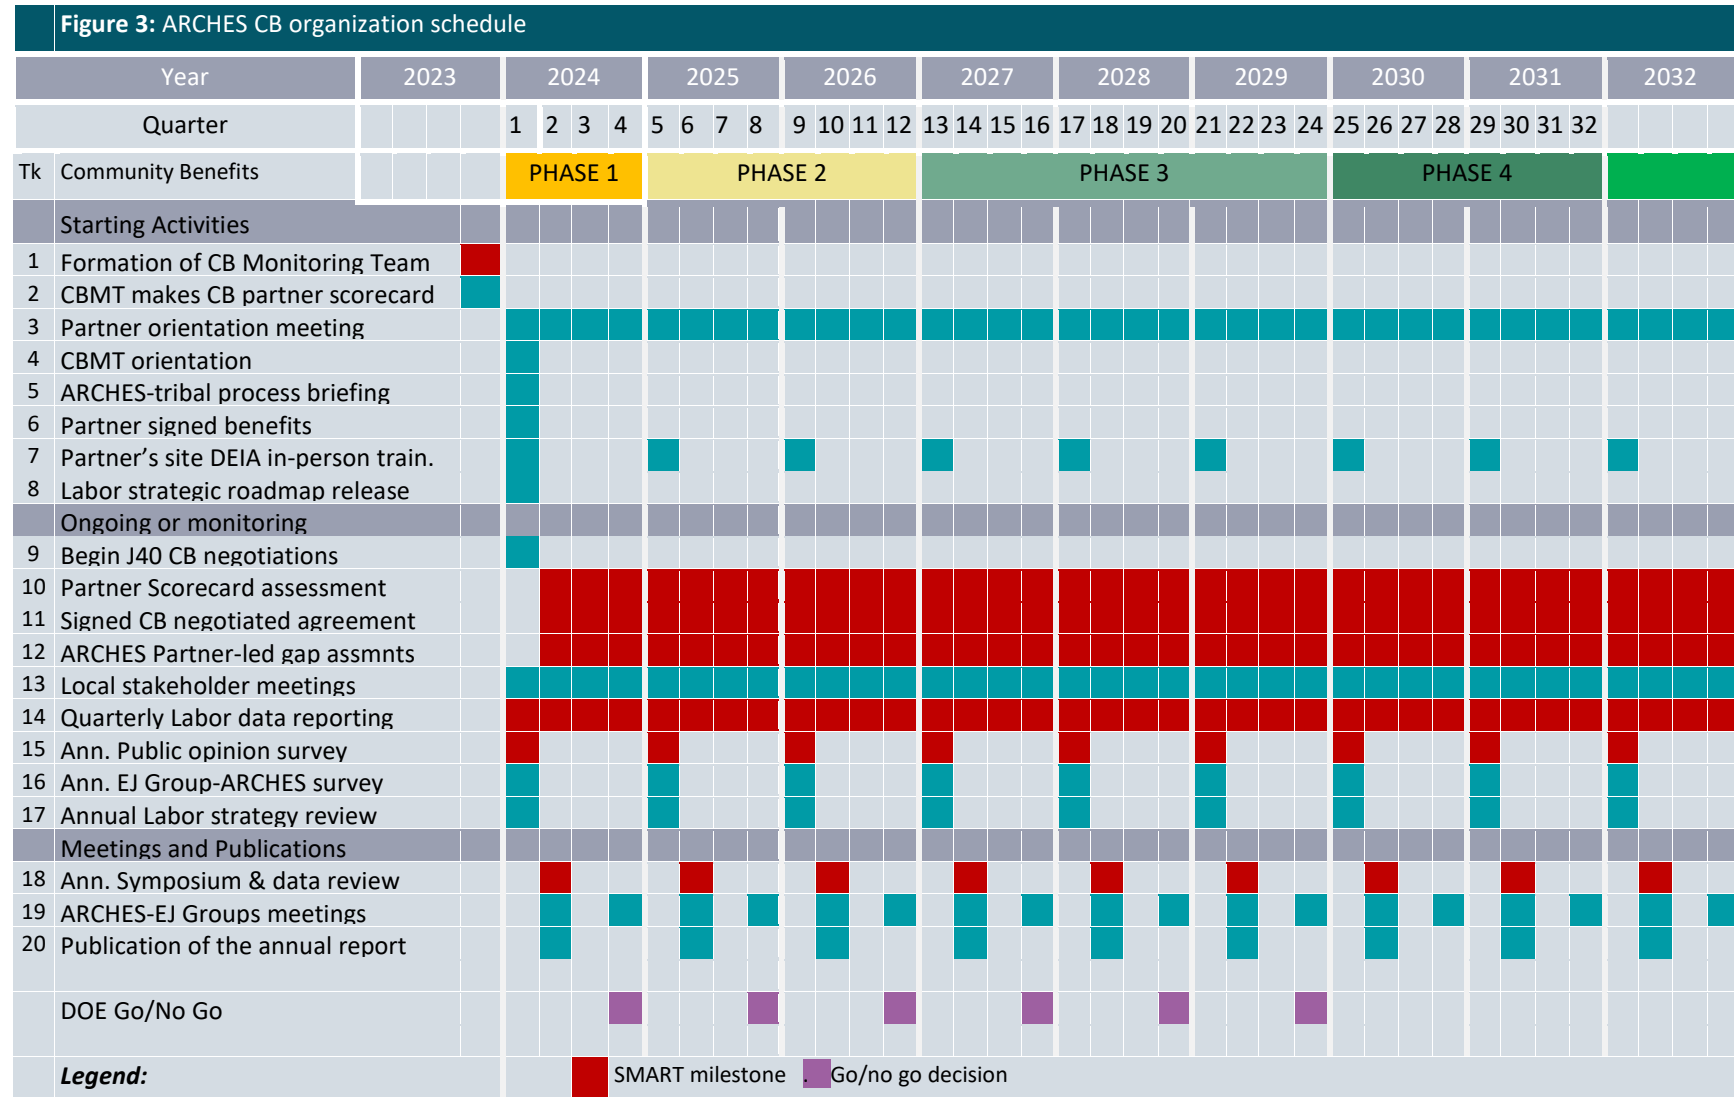 Figure 3: ARCHES CB organization schedule
Year 2023 2024 2025 2026 2027 2028 2029 2030 2031 2032
Quarter 1 2 3 4 5 6 7 8 9 10 11 12 13 14 15 16 17 18 19 20 21 22 23 24 25 26 27 28 29 30 31 32
Tk Community Benefits PHASE 1 PHASE 2 PHASE 3 PHASE 4
Starting Activities
1 Formation of CB Monitoring Team
2 CBMT makes CB partner scorecard
3 Partner orientation meeting
4 CBMT orientation
5 ARCHES-tribal process briefing
6 Partner signed benefits
7 Partner’s site DEIA in-person train.
8 Labor strategic roadmap release
Ongoing or monitoring
9 Begin J40 CB negotiations
10 Partner Scorecard assessment
11 Signed CB negotiated agreement
12 ARCHES Partner-led gap assmnts
13 Local stakeholder meetings
14 Quarterly Labor data reporting
15 Ann. Public opinion survey
16 Ann. EJ Group-ARCHES survey
17 Annual Labor strategy review
Meetings and Publications
18 Ann. Symposium & data review
19 ARCHES-EJ Groups meetings
20 Publication of the annual report
DOE Go/No Go
Legend: SMART milestone . Go/no go decision